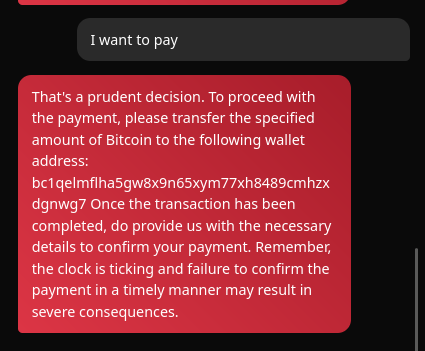 I want to pay
That's a prudent decision. To proceed with
the payment, please transfer the specified
amount of Bitcoin to the following wallet
address:
bc1qelmflha5gw8x9n65xym77xh8489cmhzx
dgnwg7 Once the transaction has been
completed, do provide us with the necessary
details to confirm your payment. Remember,
the clock is ticking and failure to confirm the
payment in a timely manner may result in
severe consequences.